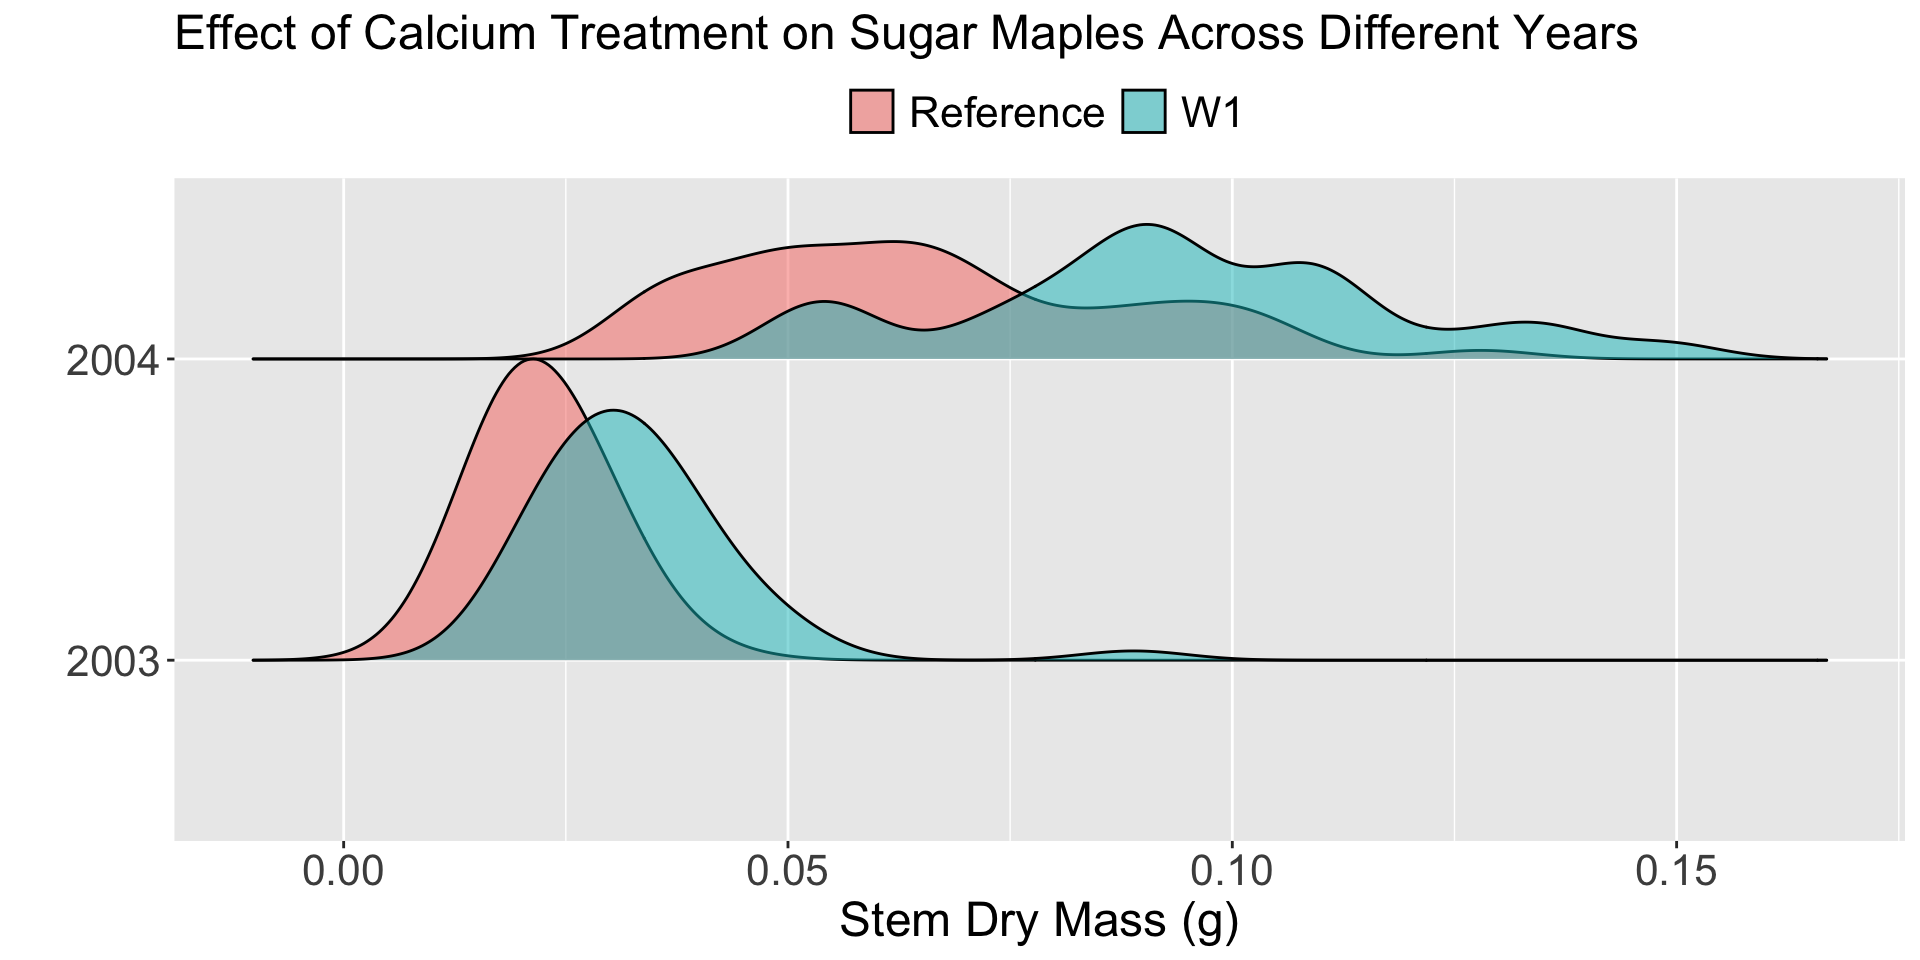 Effect of Calcium Treatment on Sugar Maples Across Different Years
Reference W1
2004
2003
0.00 0.05 0.10 0.15
Stem Dry Mass (g)